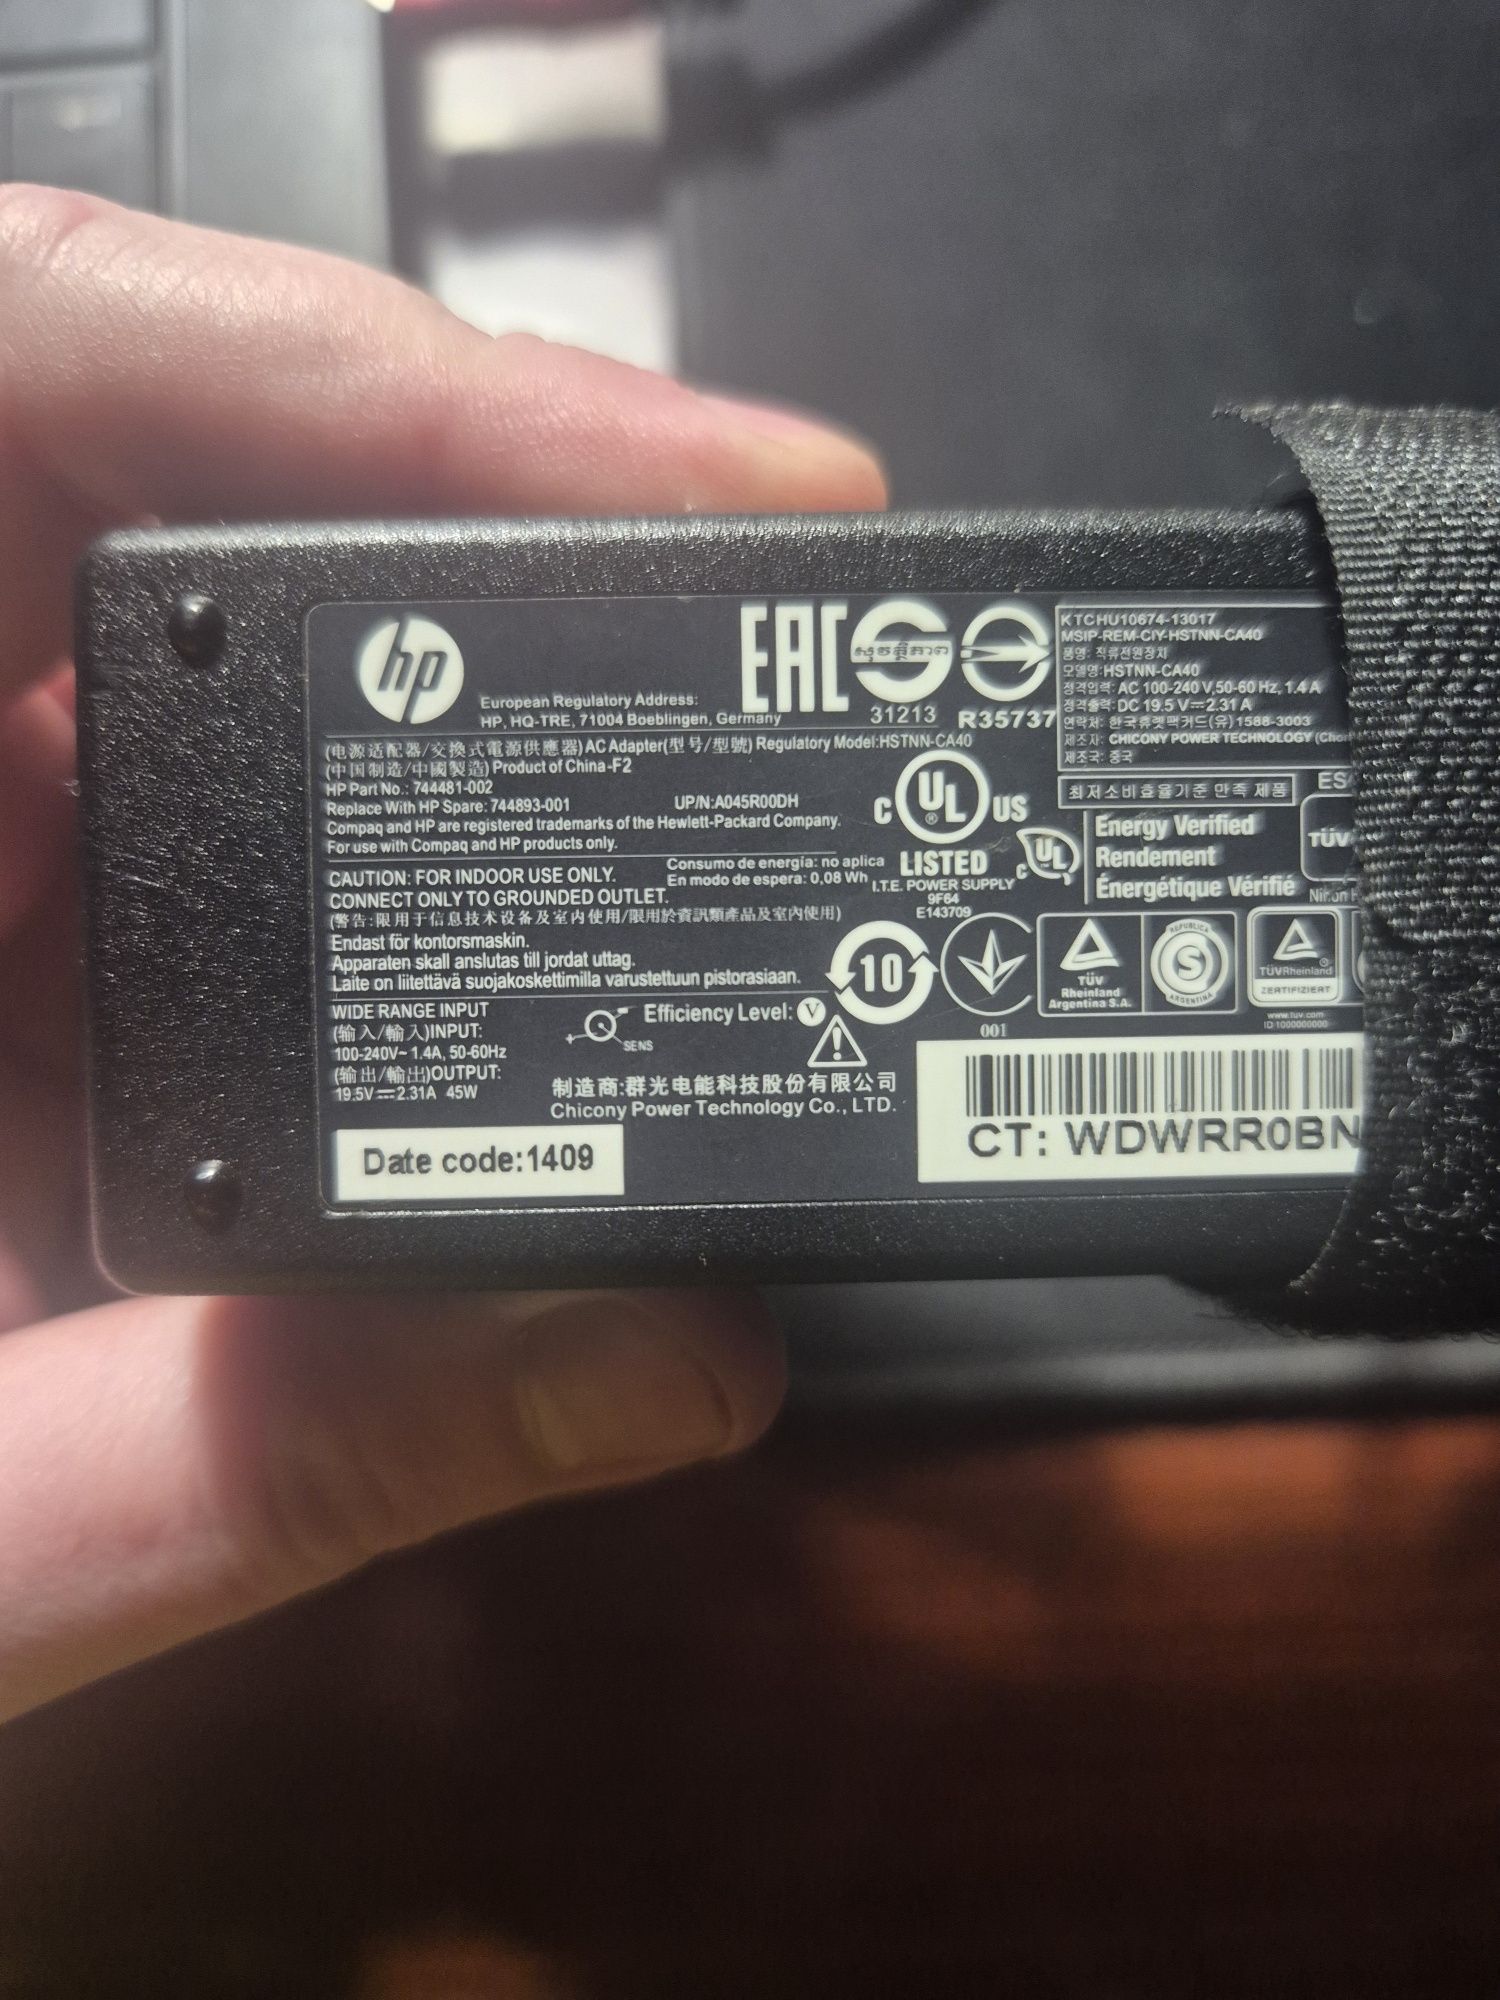 hp
European Regulatory Address:
HP, HQ-TRE, 71004 Boeblingen, Germany
EAC
31213
R35737
KTCHU10674-13017
MSIP-REM-CIY-HSTNN-CA40
품명: 직류전원장치
모델명:HSTNN-CA40
정격입력: AC 100-240 V,50-60 Hz, 1.4 A
정격출력: DC 19.5 V⎓2.31 A
연락처: 한국휴렛팩커드(유)1588-3003
제조자: CHICONY POWER TECHNOLOGY
제조국: 중국
최저소비효율기준 만족 제품
(电源适配器/交換式電源供應器) AC Adapter(型号/型號) Regulatory Model:HSTNN-CA40
(中国制造/中國製造) Product of China-F2
HP Part No.: 744481-002
Replace With HP Spare: 744893-001 UP/N:A045R00DH
Compaq and HP are registered trademarks of the Hewlett-Packard Company.
For use with Compaq and HP products only.
CAUTION: FOR INDOOR USE ONLY.
CONNECT ONLY TO GROUNDED OUTLET.
Consumo de energía: no aplica
En modo de espera: 0,08 Wh
(警告:限用于信息技术设备及室内使用/限用於資訊類產品及室內使用)
Endast för kontorsmaskin.
Apparaten skall anslutas till jordat uttag.
Laite on liitettävä suojakoskettimilla varustettuun pistorasiaan.
C UL ® US
LISTED
I.T.E. POWER SUPPLY
9F64
E143709
C UL
Energy Verified
Rendement
Énergétique Vérifié
TÜV
10
001
TÜV
Rheinland
Argentina S.A.
REPUBLICA
S
ARGENTINA
TÜVRheinland ®
ZERTIFIZIERT
www.tuv.com
ID 1000000000
WIDE RANGE INPUT
(输入/輸入)INPUT:
100-240V~ 1.4A, 50-60Hz
(输出/輸出)OUTPUT:
19.5V⎓2.31A 45W
SENS
Efficiency Level: V
制造商:群光电能科技股份有限公司
Chicony Power Technology Co., LTD.
Date code:1409
CT: WDWRR0BN